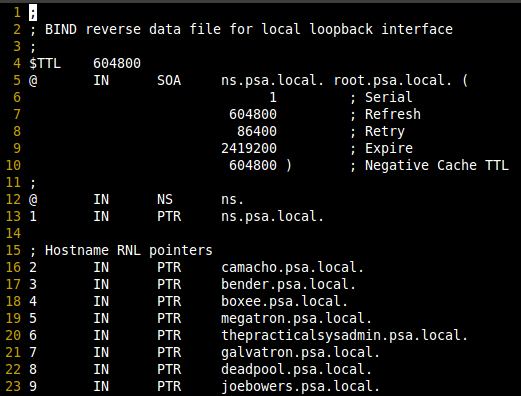 1 ;
2 ; BIND reverse data file for local loopback interface
3 ;
4 $TTL    604800
5 @       IN      SOA     ns.psa.local. root.psa.local. (
6                               1         ; Serial
7                          604800         ; Refresh
8                           86400         ; Retry
9                         2419200         ; Expire
10                         604800 )       ; Negative Cache TTL
11 ;
12 @       IN      NS      ns.
13 1       IN      PTR     ns.psa.local.
14
15 ; Hostname RNL pointers
16 2       IN      PTR     camacho.psa.local.
17 3       IN      PTR     bender.psa.local.
18 4       IN      PTR     boxee.psa.local.
19 5       IN      PTR     megatron.psa.local.
20 6       IN      PTR     thepracticalsysadmin.psa.local.
21 7       IN      PTR     galvatron.psa.local.
22 8       IN      PTR     deadpool.psa.local.
23 9       IN      PTR     joebowers.psa.local.